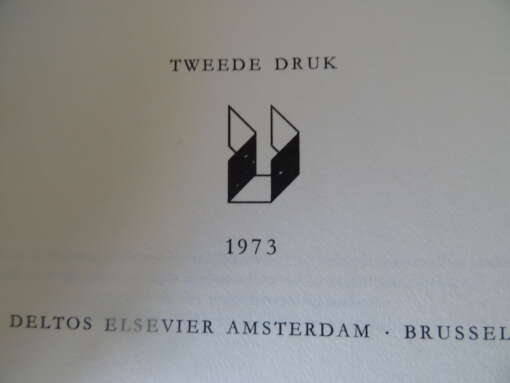 TWEEDE DRUK
1973
DELTOS ELSEVIER AMSTERDAM · BRUSSEL